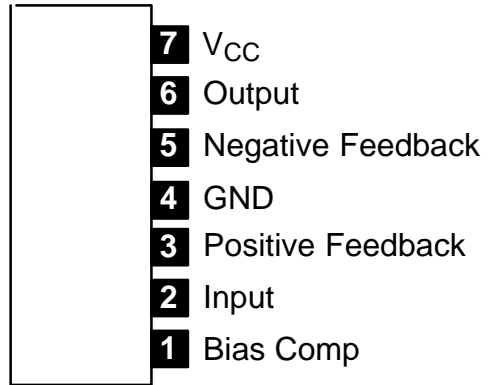 7 VCC
6 Output
5 Negative Feedback
4 GND
3 Positive Feedback
2 Input
1 Bias Comp